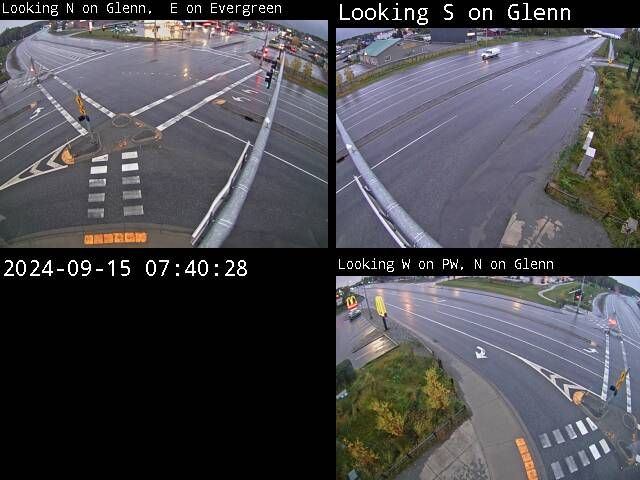 Looking N on Glenn,  E on Evergreen
Looking S on Glenn
2024-09-15 07:40:28
Looking W on PW, N on Glenn